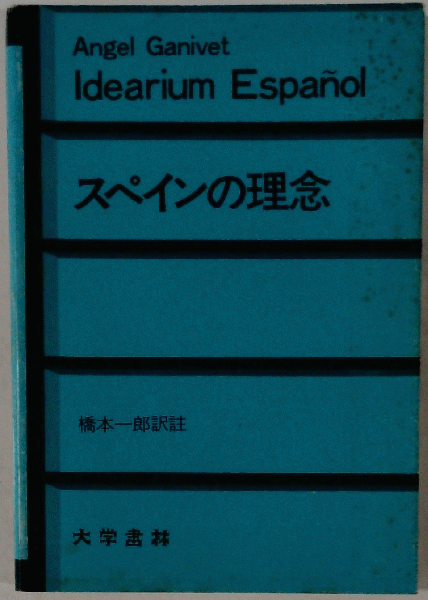 Angel Ganivet
Idearium Español
スペインの理念
橋本一郎訳註
大学書林